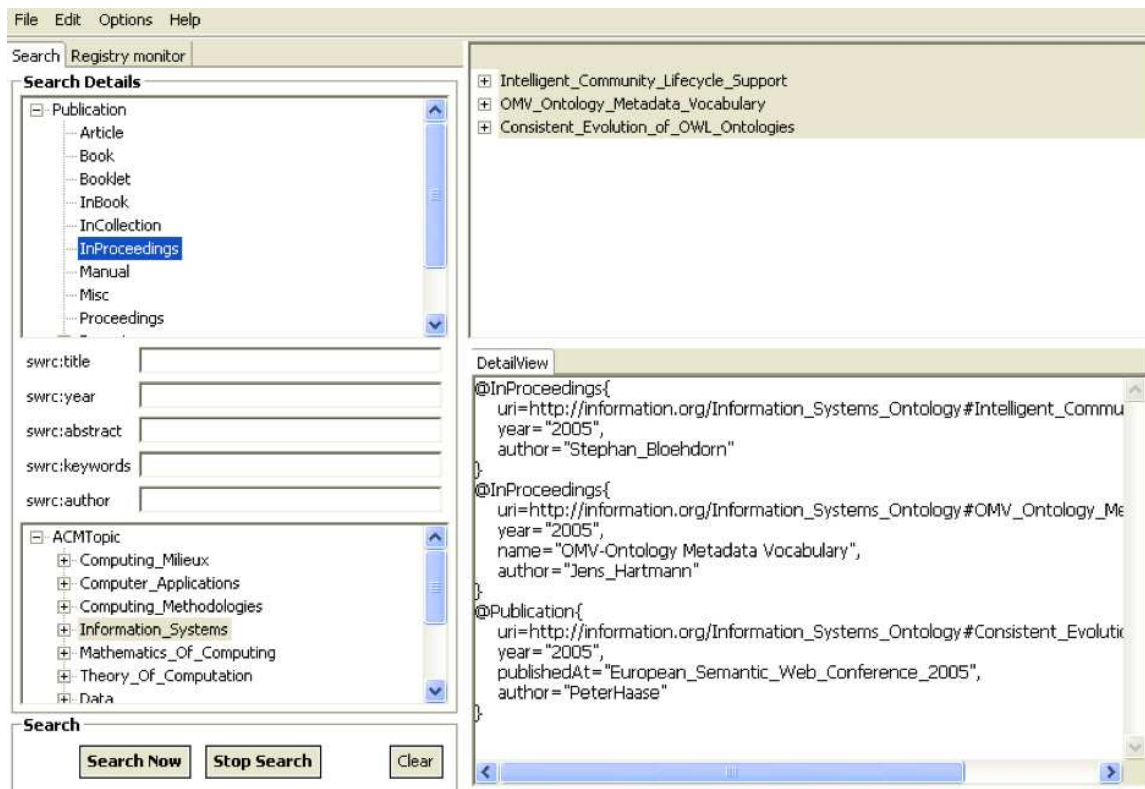 File Edit Options Help
Search Registry monitor
Search Details
Publication
Article
Book
Booklet
InBook
InCollection
InProceedings
Manual
Misc
Proceedings
swrc:title
swrc:year
swrc:abstract
swrc:keywords
swrc:author
ACMTopic
Computing_Milieux
Computer_Applications
Computing_Methodologies
Information_Systems
Mathematics_Of_Computing
Theory_Of_Computation
Data
Search
Search Now Stop Search Clear
Intelligent_Community_Lifecycle_Support
OMV_Ontology_Metadata_Vocabulary
Consistent_Evolution_of_OWL_Ontologies
DetailView
@InProceedings{
uri=http://information.org/Information_Systems_Ontology#Intelligent_Commu
year="2005",
author="Stephan_Bloehdorn"
}
@InProceedings{
uri=http://information.org/Information_Systems_Ontology#OMV_Ontology_Me
year="2005",
name="OMV-Ontology Metadata Vocabulary",
author="Jens_Hartmann"
}
@Publication{
uri=http://information.org/Information_Systems_Ontology#Consistent_Evolutio
year="2005",
publishedAt="European_Semantic_Web_Conference_2005",
author="PeterHaase"
}